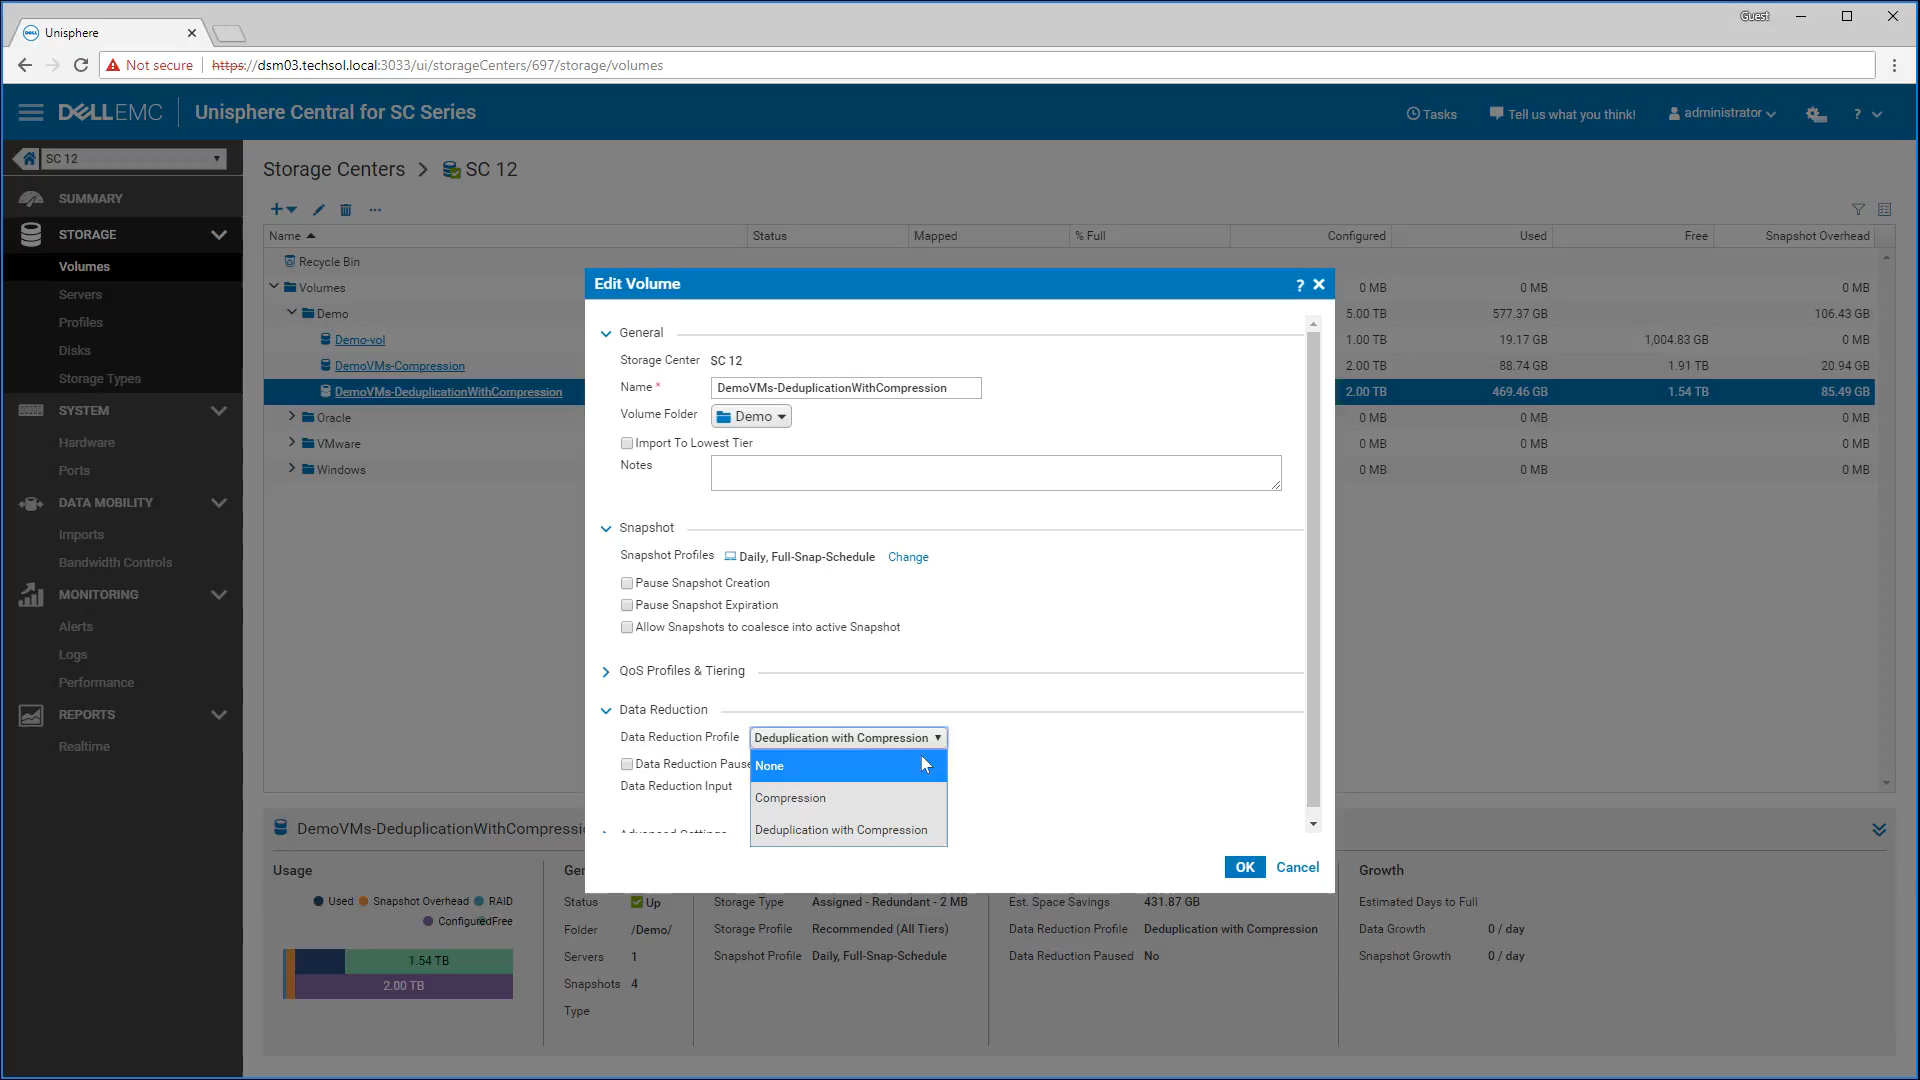 Guest
Unisphere
Not secure https://dsm03.techsol.local:3033/ui/storageCenters/697/storage/volumes
DELLEMC Unisphere Central for SC Series Tasks Tell us what you think! administrator ?
SC 12
Storage Centers > SC 12
SUMMARY
STORAGE
Volumes
Servers
Profiles
Disks
Storage Types
SYSTEM
Hardware
Ports
DATA MOBILITY
Imports
Bandwidth Controls
MONITORING
Alerts
Logs
Performance
REPORTS
Realtime
Name Status Mapped % Full Configured Used Free Snapshot Overhead
Recycle Bin
Volumes 0 MB 0 MB 0 MB
Demo 5.00 TB 577.37 GB 106.43 GB
Demo-vol 1.00 TB 19.17 GB 1,004.83 GB 0 MB
DemoVMs-Compression 2.00 TB 88.74 GB 1.91 TB 20.94 GB
DemoVMs-DeduplicationWithCompression 2.00 TB 469.46 GB 1.54 TB 85.49 GB
Oracle 0 MB 0 MB 0 MB
VMware 0 MB 0 MB 0 MB
Windows 0 MB 0 MB 0 MB
Edit Volume ?
General
Storage Center SC 12
Name * DemoVMs-DeduplicationWithCompression
Volume Folder Demo
Import To Lowest Tier
Notes
Snapshot
Snapshot Profiles Daily, Full-Snap-Schedule Change
Pause Snapshot Creation
Pause Snapshot Expiration
Allow Snapshots to coalesce into active Snapshot
QoS Profiles & Tiering
Data Reduction
Data Reduction Profile Deduplication with Compression
Data Reduction Pause
Data Reduction Input
None
Compression
Deduplication with Compression
OK Cancel
DemoVMs-DeduplicationWithCompressi
Usage
Used Snapshot Overhead RAID
Configured Free
1.54 TB
2.00 TB
Ge
Status Up
Folder /Demo/
Servers 1
Snapshots 4
Type
Storage Type Assigned - Redundant - 2 MB
Storage Profile Recommended (All Tiers)
Snapshot Profile Daily, Full-Snap-Schedule
Est. Space Savings 431.87 GB
Data Reduction Profile Deduplication with Compression
Data Reduction Paused No
Growth
Estimated Days to Full
Data Growth 0 / day
Snapshot Growth 0 / day